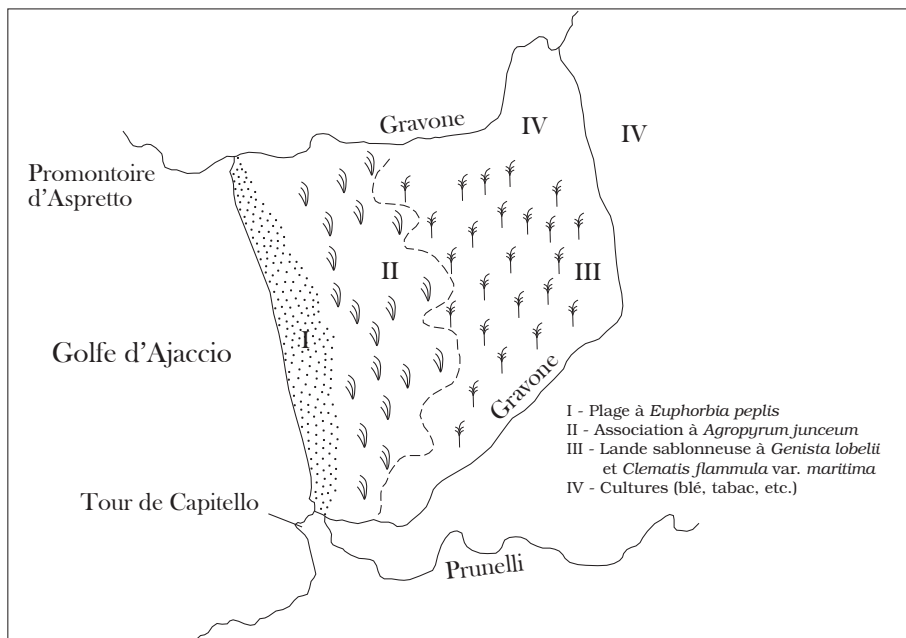 Gravone
IV
IV
Promontoire
d'Aspretto
II
III
I
Golfe d'Ajaccio
Gravone
I - Plage à Euphorbia peplis
II - Association à Agropyrum junceum
III - Lande sablonneuse à Genista lobelii
et Clematis flammula var. maritima
IV - Cultures (blé, tabac, etc.)
Tour de Capitello
Prunelli